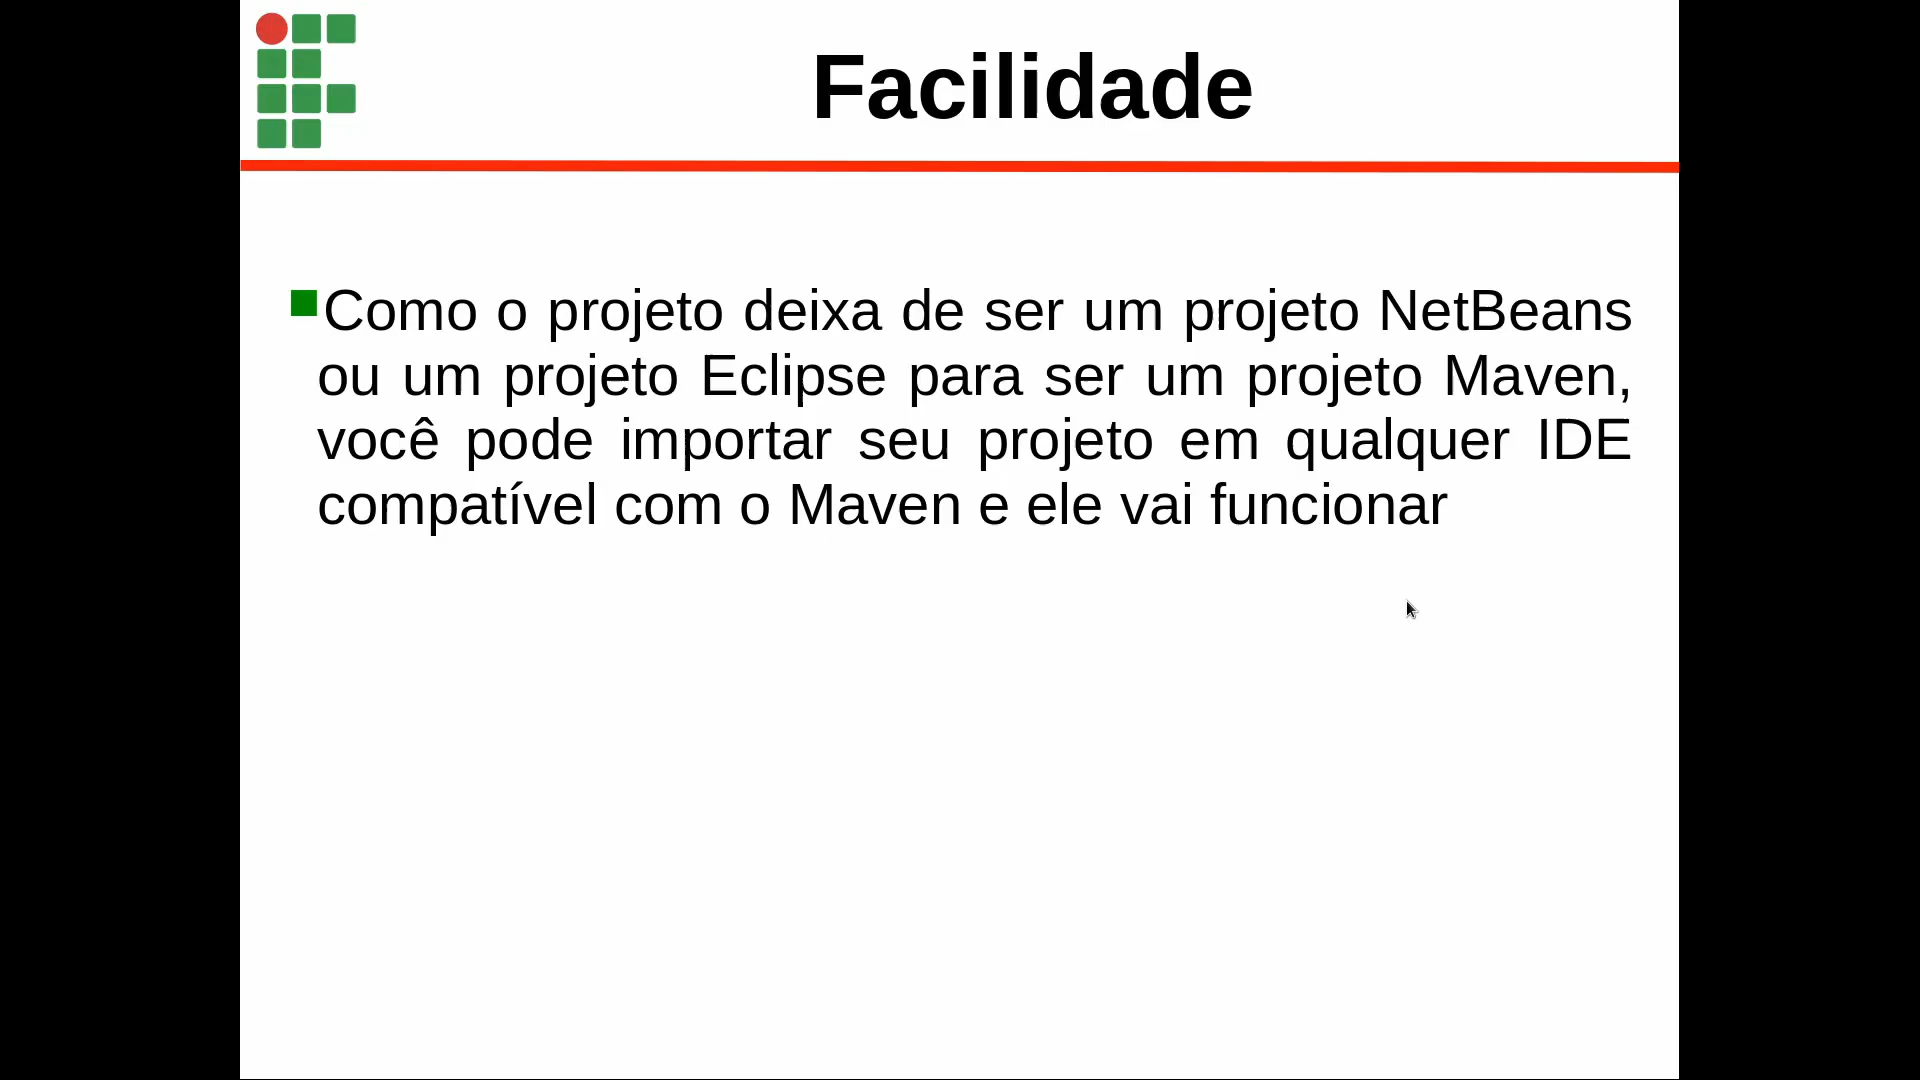 Facilidade
Como o projeto deixa de ser um projeto NetBeans
ou um projeto Eclipse para ser um projeto Maven,
você pode importar seu projeto em qualquer IDE
compatível com o Maven e ele vai funcionar